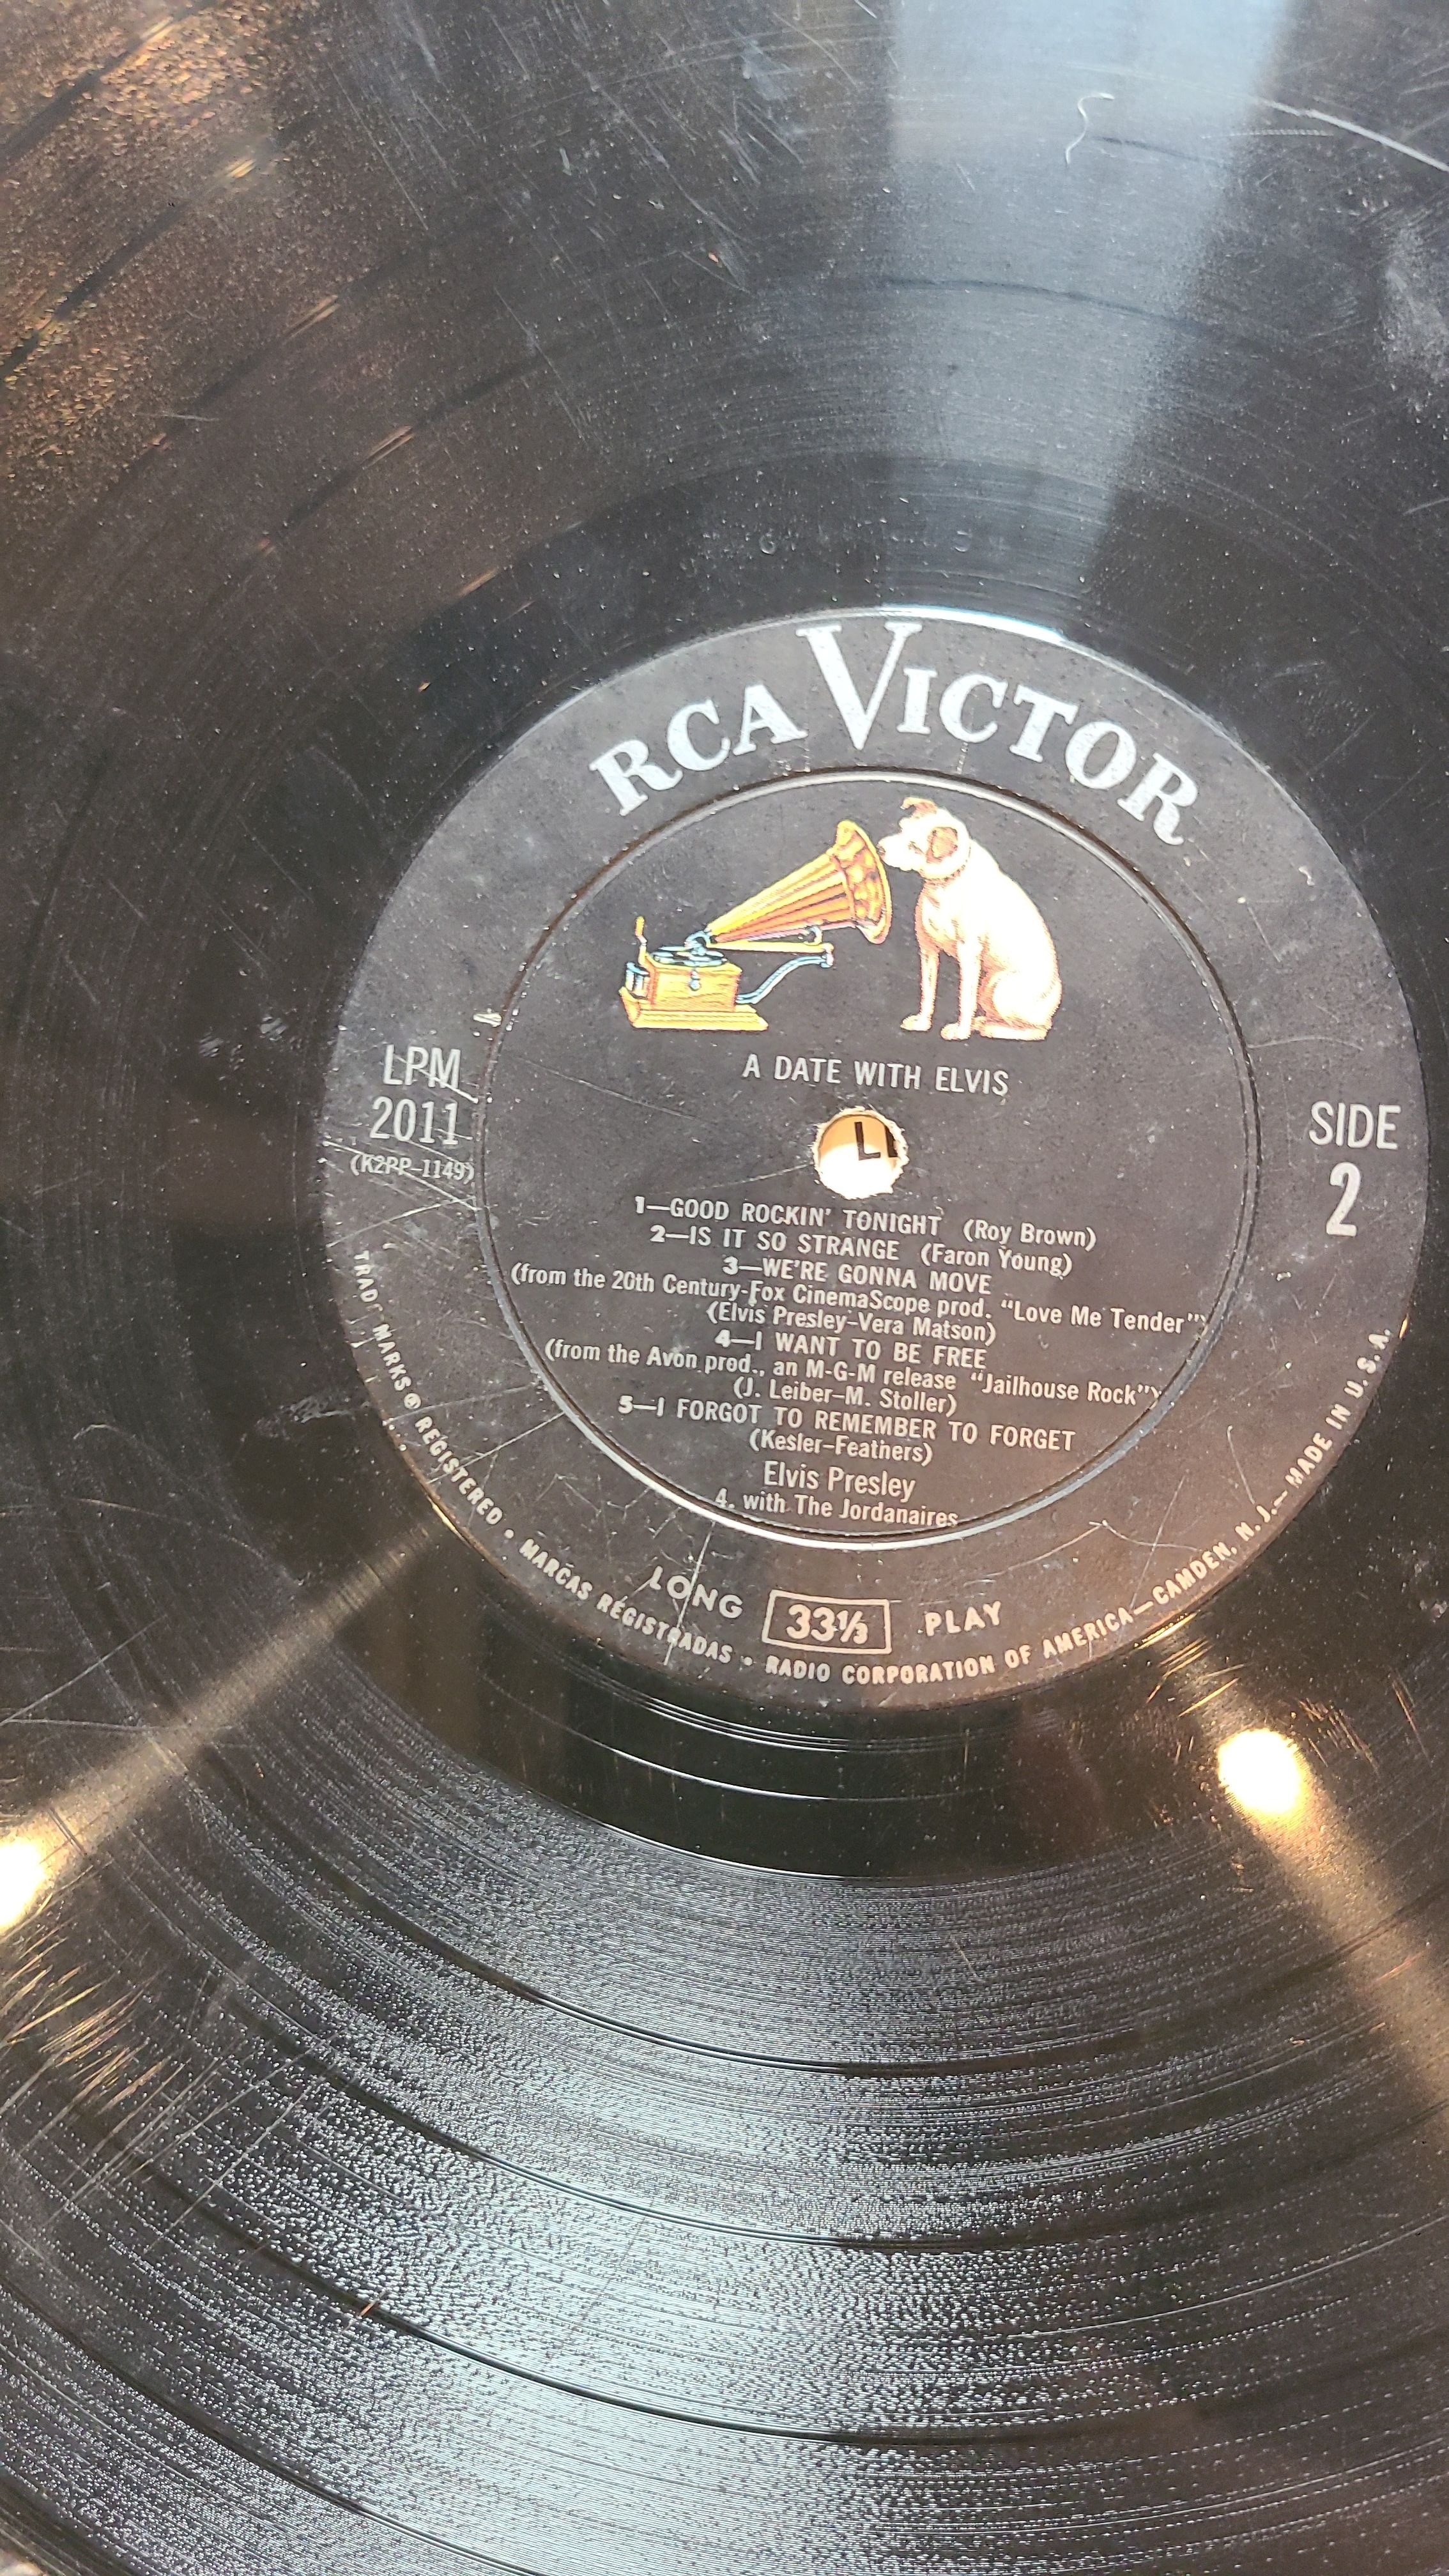 RCA VICTOR
A DATE WITH ELVIS
LPM
2011
(K2PP-1149)
SIDE
2
1—GOOD ROCKIN' TONIGHT (Roy Brown)
2—IS IT SO STRANGE (Faron Young)
3—WE'RE GONNA MOVE
(from the 20th Century-Fox CinemaScope prod. "Love Me Tender")
(Elvis Presley–Vera Matson)
4—I WANT TO BE FREE
(from the Avon prod., an M-G-M release "Jailhouse Rock")
(J. Leiber–M. Stoller)
5—I FORGOT TO REMEMBER TO FORGET
(Kesler–Feathers)
Elvis Presley
4. with The Jordanaires
LONG 33⅓ PLAY
TRADE MARKS ® REGISTERED • MARCAS REGISTRADAS • RADIO CORPORATION OF AMERICA—CAMDEN, N. J.—MADE IN U. S. A.